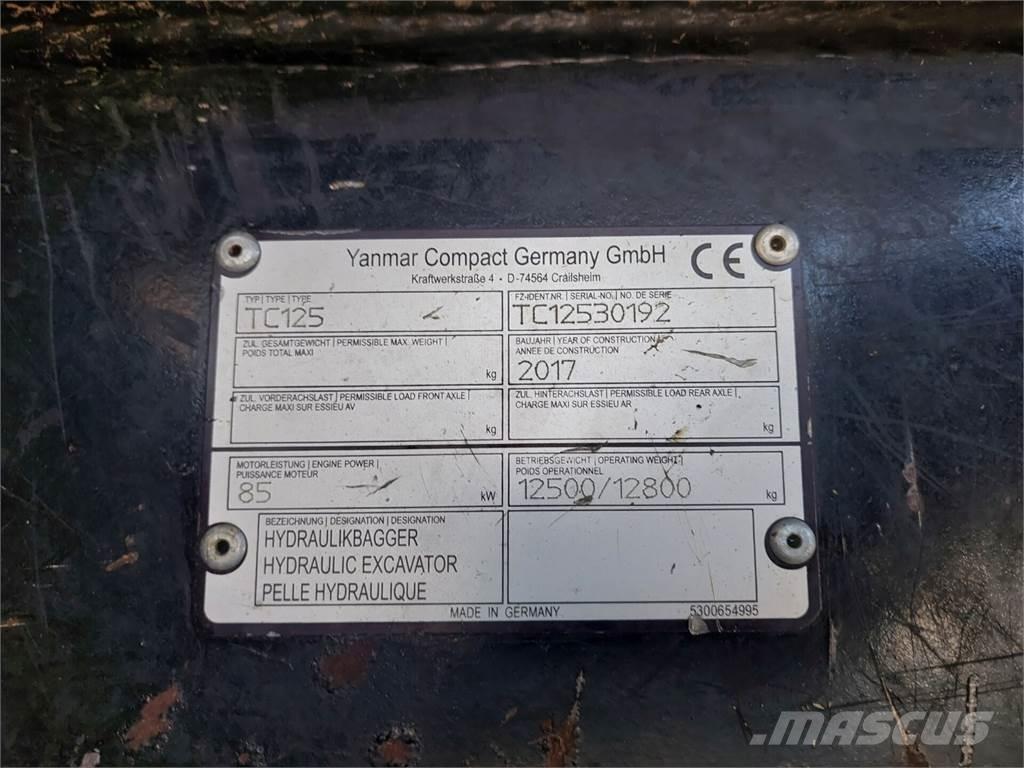 Yanmar Compact Germany GmbH
CE
Kraftwerkstraße 4 • D-74564 Crailsheim
TYP | TYPE | TYPE
TC125
FZ-IDENT.NR. | SERIAL-NO. | NO. DE SERIE
TC12530192
ZUL. GESAMTGEWICHT | PERMISSIBLE MAX. WEIGHT |
POIDS TOTAL MAXI
kg
BAUJAHR | YEAR OF CONSTRUCTION
ANNEE DE CONSTRUCTION
2017
ZUL. VORDERACHSLAST | PERMISSIBLE LOAD FRONT AXLE |
CHARGE MAXI SUR ESSIEU AV
kg
ZUL. HINTERACHSLAST | PERMISSIBLE LOAD REAR AXLE |
CHARGE MAXI SUR ESSIEU AR
kg
MOTORLEISTUNG | ENGINE POWER |
PUISSANCE MOTEUR
85 kW
BETRIEBSGEWICHT | OPERATING WEIGHT |
POIDS OPERATIONNEL
12500/12800 kg
BEZEICHNUNG | DESIGNATION | DESIGNATION
HYDRAULIKBAGGER
HYDRAULIC EXCAVATOR
PELLE HYDRAULIQUE
MADE IN GERMANY
5300654995
MASCUS